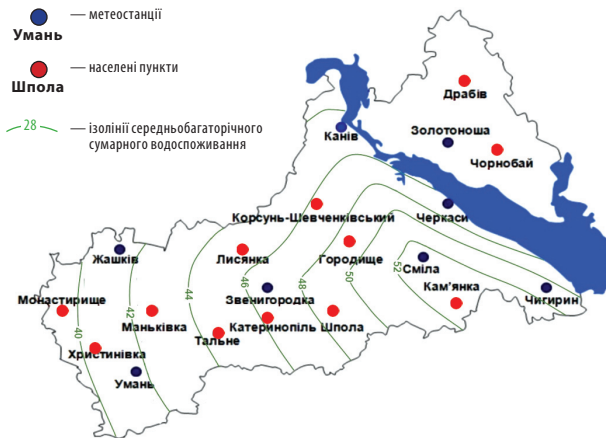 — метеостанції
Умань
— населені пункти
Шпола
28
— ізолінії середньобагаторічного
сумарного водоспоживання
Драбів
Золотоноша
Канів
Чорнобай
Корсунь-Шевченківський
Черкаси
Жашків
Лисянка
Городище
Сміла
52
50
48
46
44
42
40
Монастирище
Звенигородка
Кам’янка
Чигирин
Маньківка
Катеринопіль
Шпола
Тальне
Христинівка
Умань